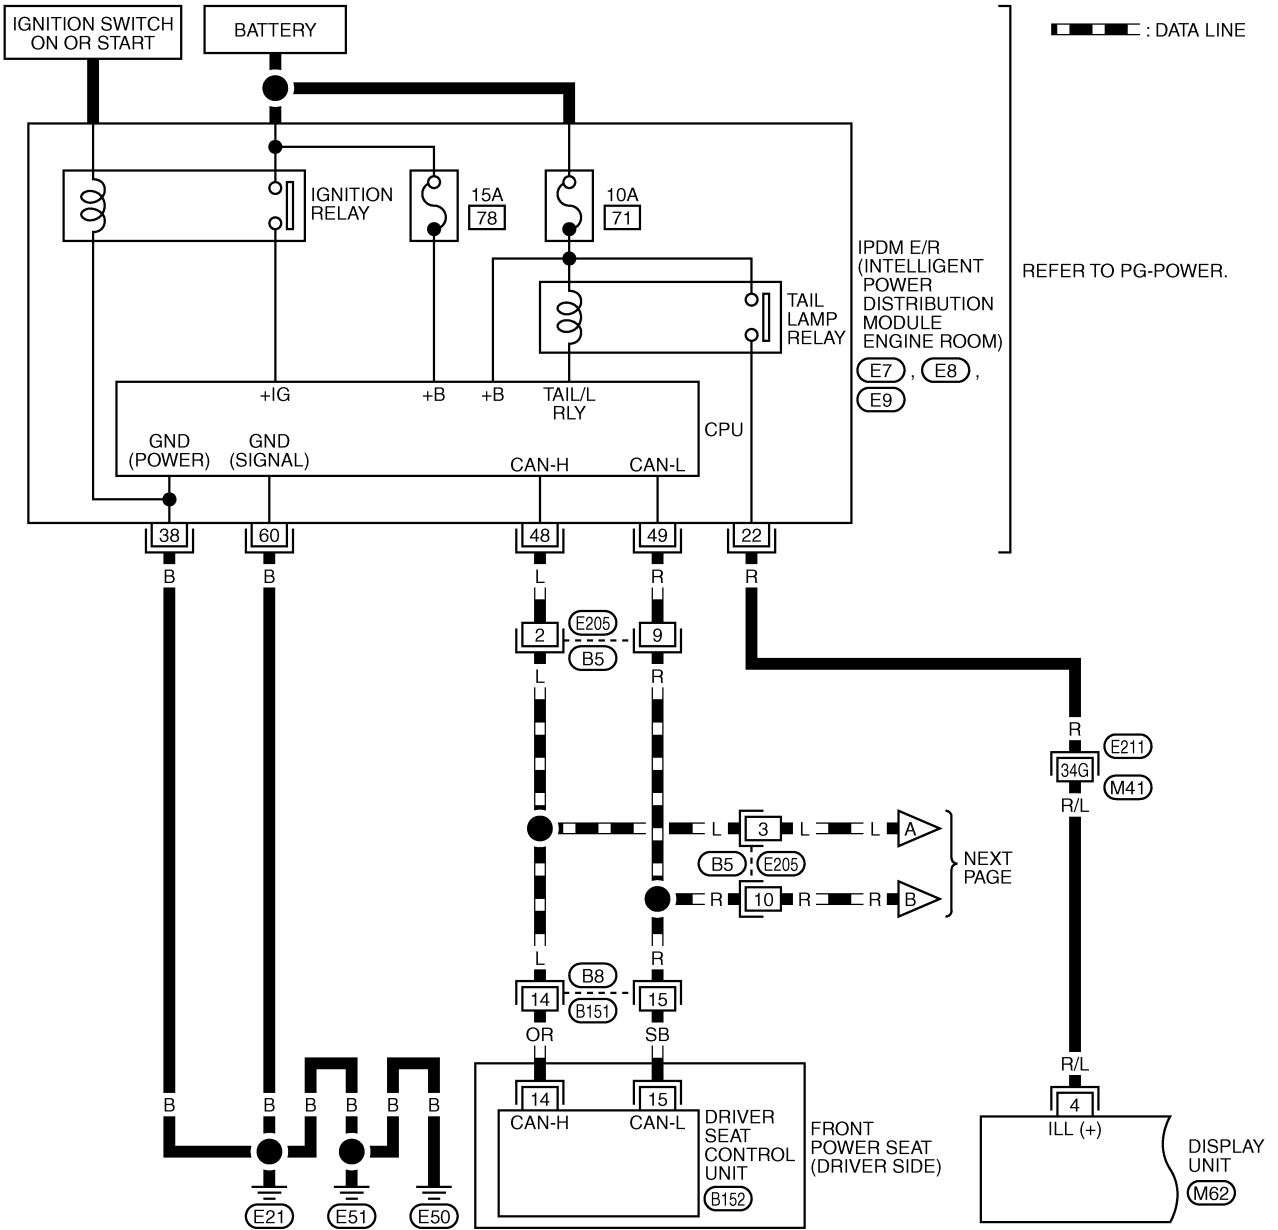 IGNITION SWITCH
ON OR START
BATTERY
: DATA LINE
IGNITION
RELAY
15A
78
10A
71
TAIL
LAMP
RELAY
IPDM E/R
(INTELLIGENT
POWER
DISTRIBUTION
MODULE
ENGINE ROOM)
E7 , E8 ,
E9
REFER TO PG-POWER.
+IG
+B
+B
TAIL/L
RLY
CPU
GND
(POWER)
GND
(SIGNAL)
CAN-H
CAN-L
38
60
48
49
22
B
B
L
R
R
2
E205
9
B5
L
R
R
34G
E211
M41
R/L
L
3
L
L
A
B5
E205
NEXT
PAGE
R
10
R
R
B
L
R
14
B8
15
B151
OR
SB
R/L
B
B
B
B
B
B
14
15
4
CAN-H
CAN-L
DRIVER
SEAT
CONTROL
UNIT
B152
FRONT
POWER SEAT
(DRIVER SIDE)
ILL (+)
DISPLAY
UNIT
M62
E21
E51
E50